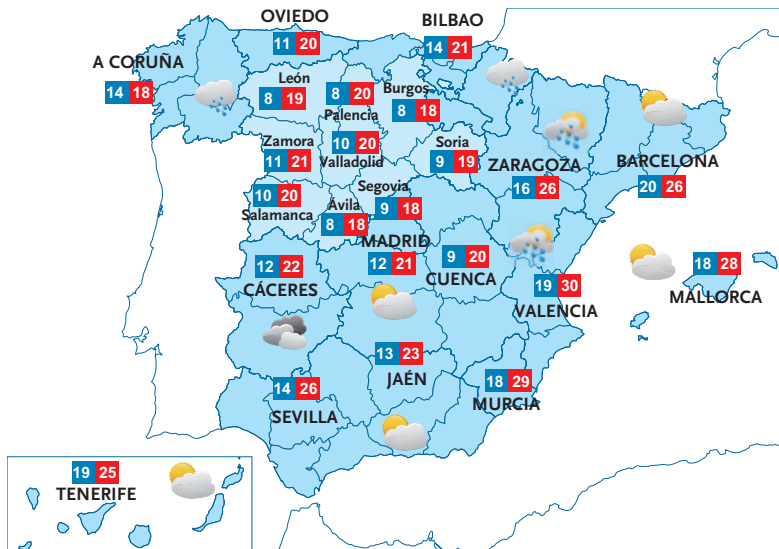 OVIEDO
11 20
BILBAO
14 21
A CORUÑA
14 18
León
8 19
8 20
Palencia
Burgos
8 18
Zamora
11 21
10 20
Valladolid
Soria
9 19
ZARAGOZA
16 26
BARCELONA
20 26
10 20
Salamanca
Segovia
9 18
Ávila
8 18
MADRID
12 21
9 20
CUENCA
12 22
CÁCERES
19 30
VALENCIA
18 28
MALLORCA
13 23
JAÉN
14 26
SEVILLA
18 29
MURCIA
19 25
TENERIFE